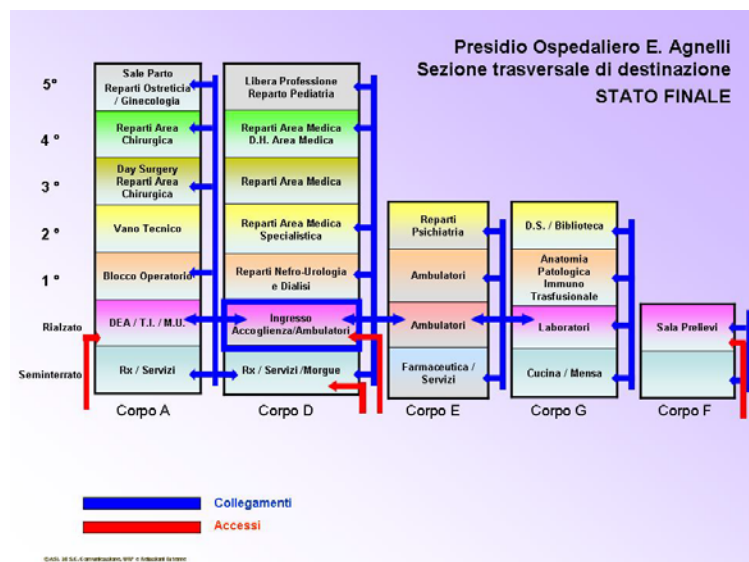 Presidio Ospedaliero E. Agnelli
Sezione trasversale di destinazione
STATO FINALE
5°
4 °
3 °
2°
1°
Rialzato
Seminterrato
Sale Parto
Reparti Ostreticia
/ Ginecologia
Reparti Area
Chirurgica
Day Surgery
Reparti Area
Chirurgica
Vano Tecnico
Blocco Operatorio
DEA / T.I. / M.U.
Rx / Servizi
Corpo A
Libera Professione
Reparto Pediatria
Reparti Area Medica
D.H. Area Medica
Reparti Area Medica
Reparti Area Medica
Specialistica
Reparti Nefro-Urologia
e Dialisi
Ingresso
Accoglienza/Ambulatori
Rx / Servizi /Morgue
Corpo D
Reparti
Psichiatria
Ambulatori
Ambulatori
Farmaceutica /
Servizi
Corpo E
D.S. / Biblioteca
Anatomia
Patologica
Immuno
Trasfusionale
Laboratori
Cucina / Mensa
Corpo G
Sala Prelievi
Corpo F
Collegamenti
Accessi